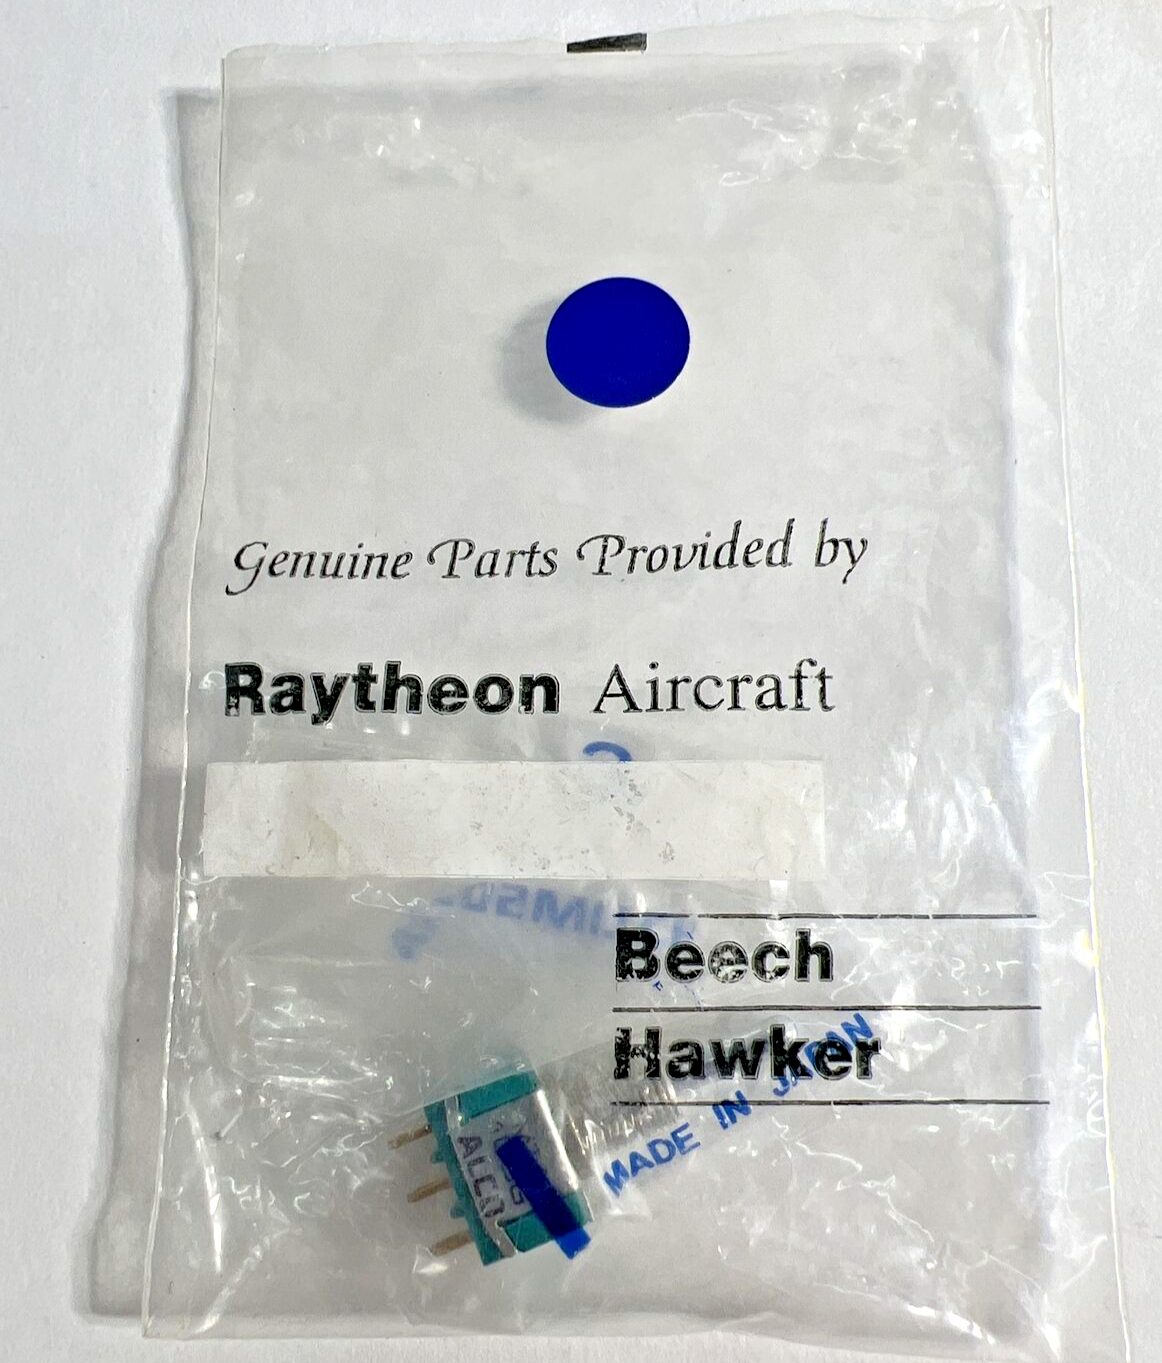 Genuine Parts Provided by
Raytheon Aircraft
Beech
Hawker
MADE IN JAPAN
ALCO